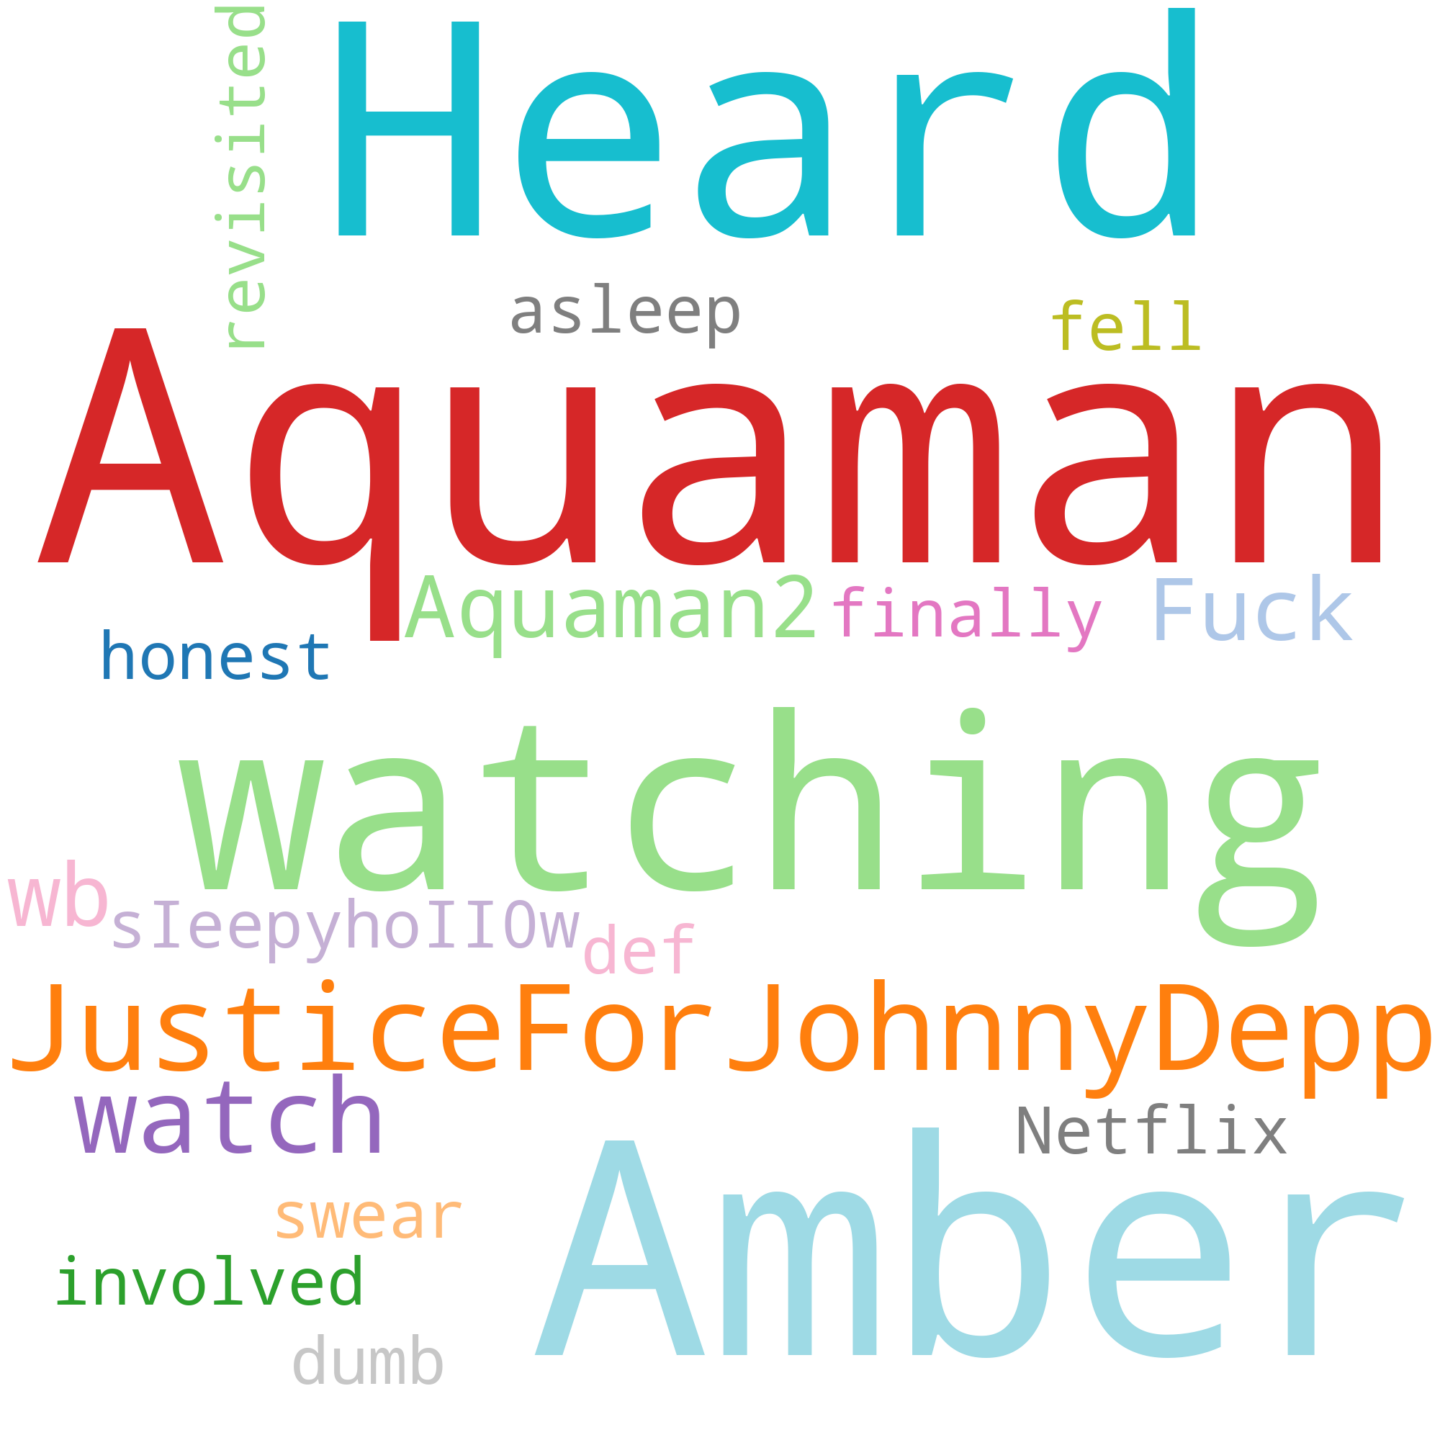 revisited
Heard
asleep
fell
Aquaman
Aquaman2
finally
Fuck
honest
watching
wb
sIeepyhoIIOw
def
JusticeForJohnnyDepp
watch
Netflix
Amber
swear
involved
dumb